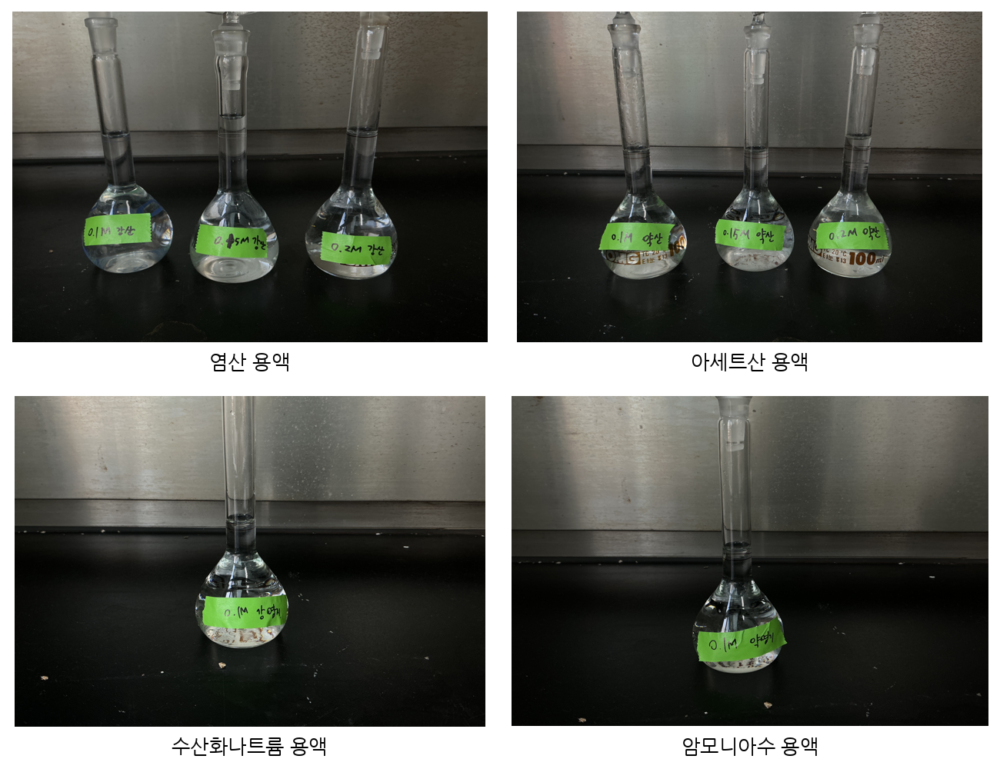 0.1M 강산
0.15M 강산
0.2M 강산
염산 용액
0.1M 약산
0.15M 약산
0.2M 약산
TC 20 °C
100ml
아세트산 용액
0.1M 강염기
수산화나트륨 용액
0.1M 약염기
암모니아수 용액